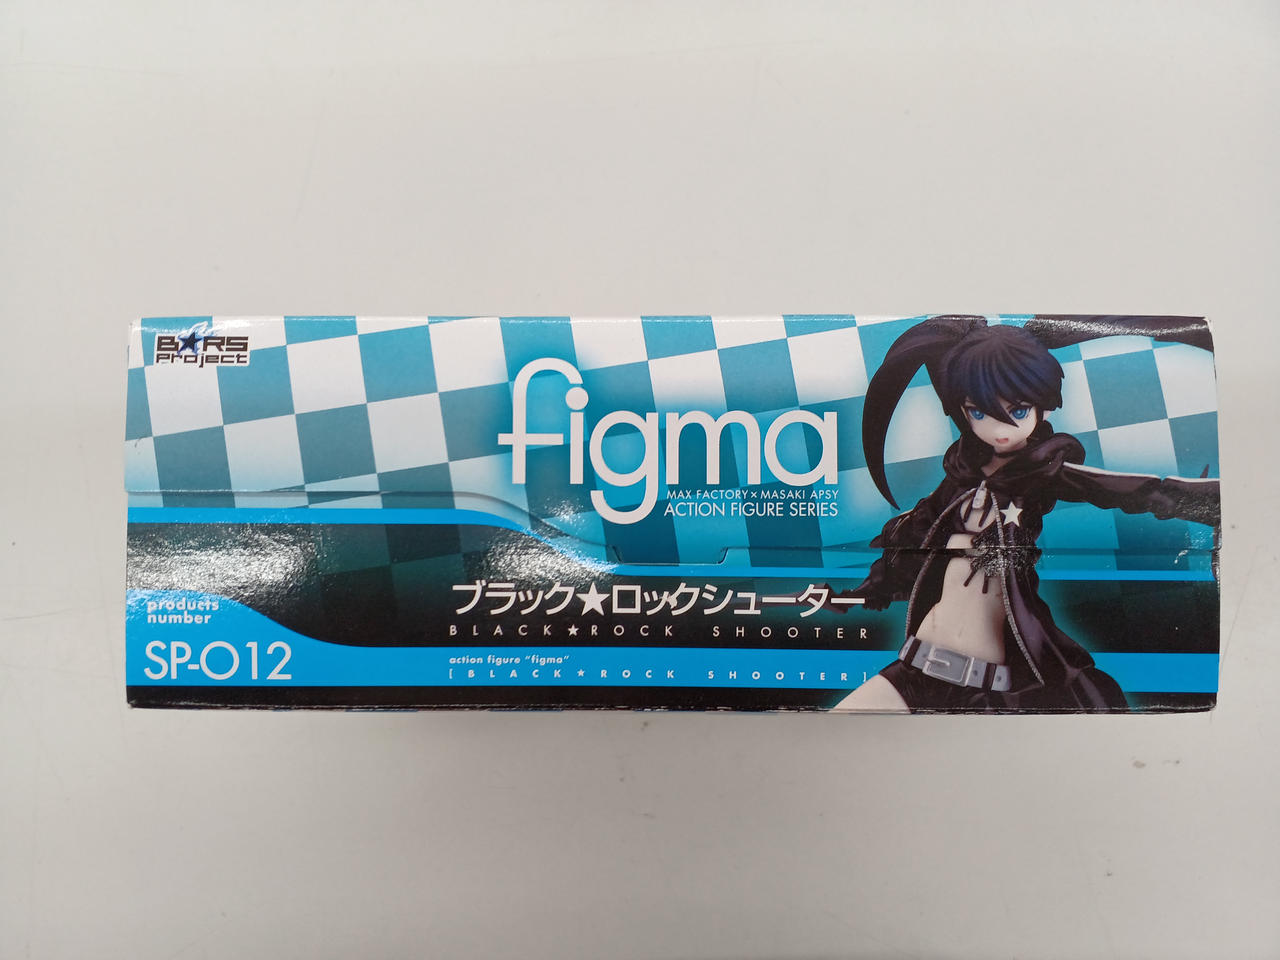 B★RS
Project
figma
MAX FACTORY × MASAKI APSY
ACTION FIGURE SERIES
ブラック★ロックシューター
BLACK★ROCK SHOOTER
products
number
SP-012
action figure "figma"
[BLACK★ROCK SHOOTER]